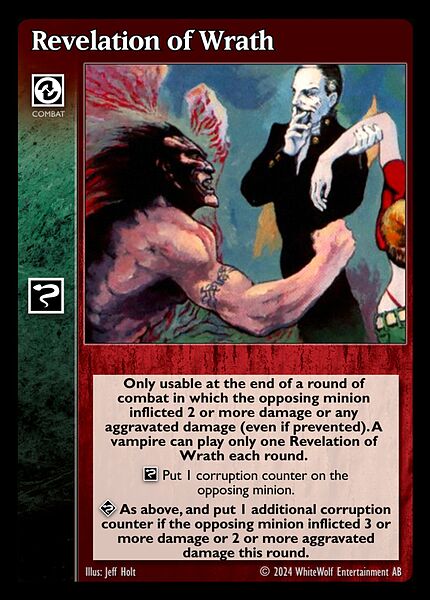 Revelation of Wrath
COMBAT
Only usable at the end of a round of
combat in which the opposing minion
inflicted 2 or more damage or any
aggravated damage (even if prevented). A
vampire can play only one Revelation of
Wrath each round.
Put 1 corruption counter on the
opposing minion.
As above, and put 1 additional corruption
counter if the opposing minion inflicted 3 or
more damage or 2 or more aggravated
damage this round.
Illus: Jeff Holt
© 2024 WhiteWolf Entertainment AB